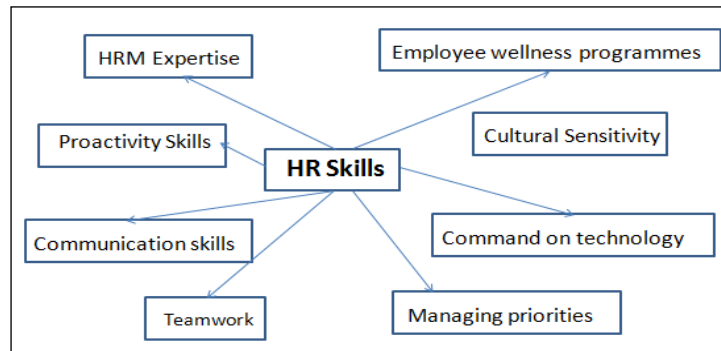 HRM Expertise
Employee wellness programmes
Proactivity Skills
Cultural Sensitivity
HR Skills
Communication skills
Command on technology
Teamwork
Managing priorities